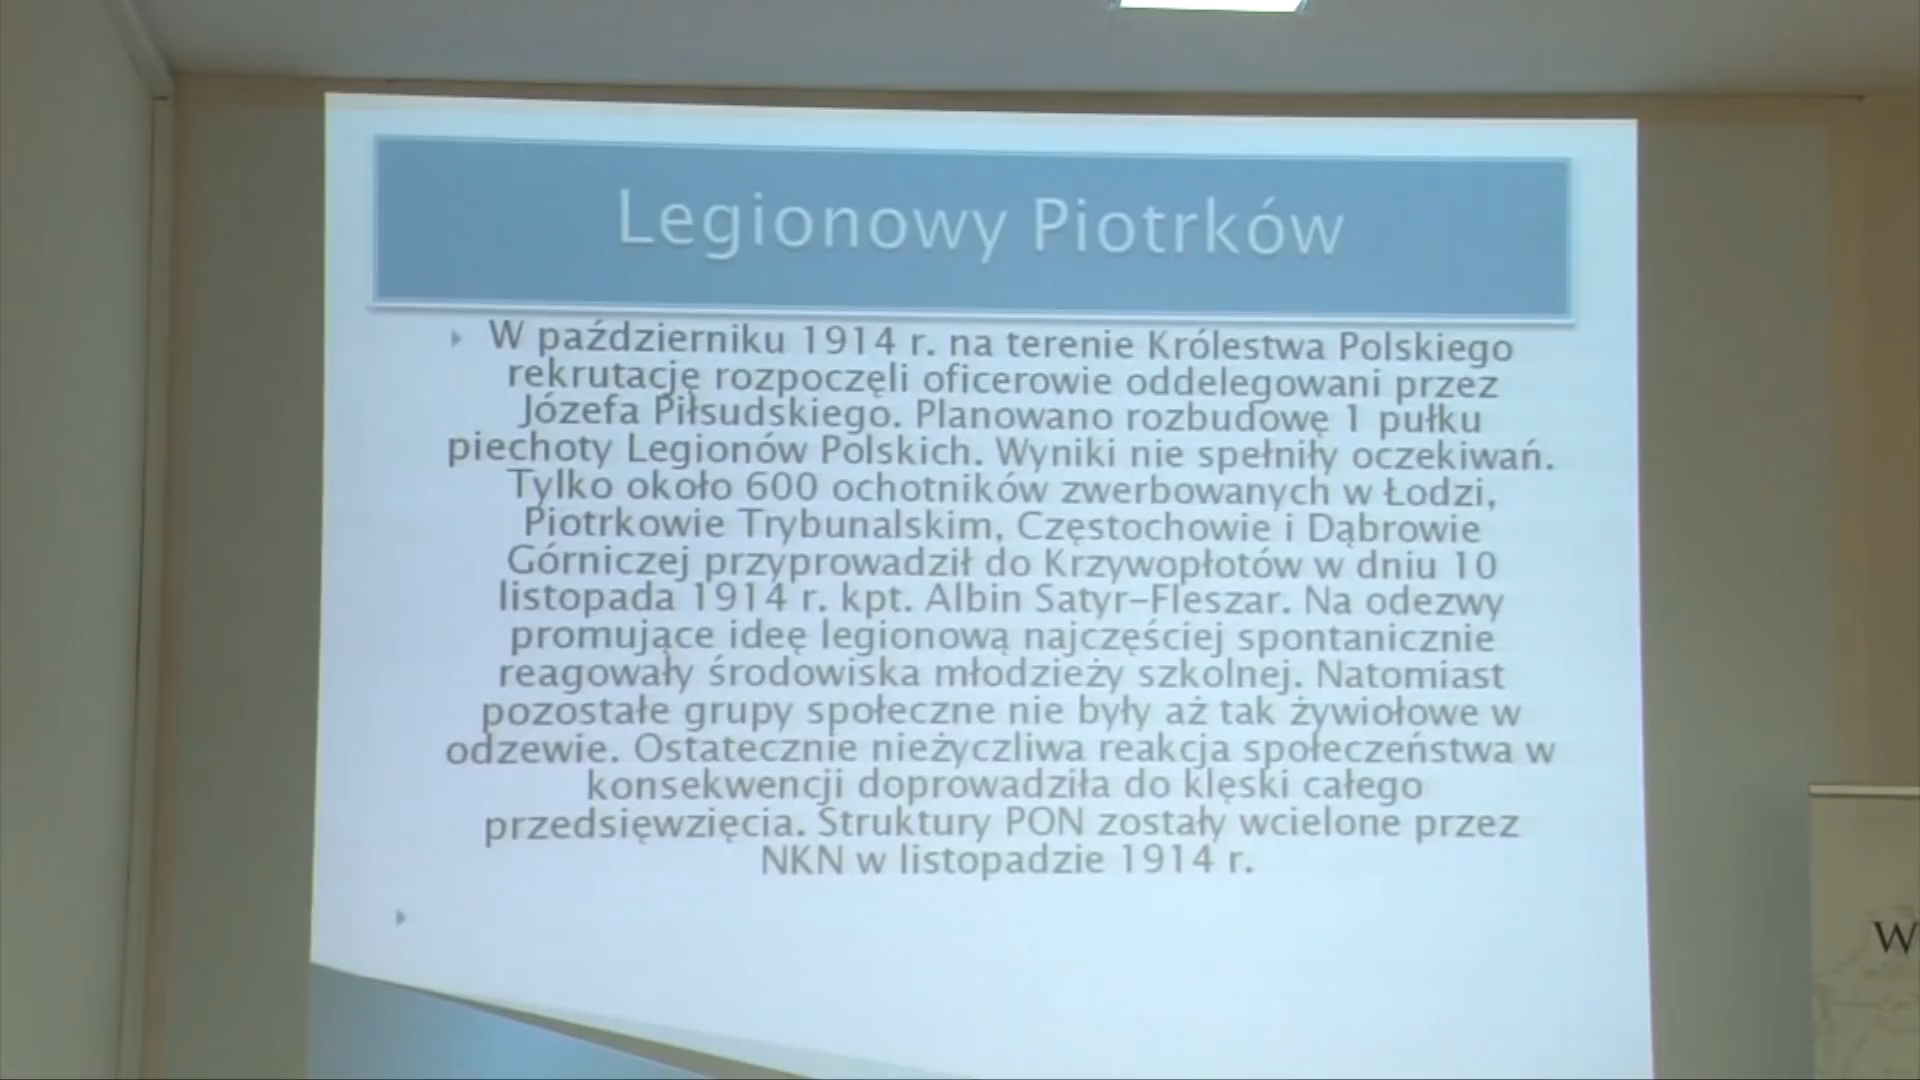 Legionowy Piotrków
W październiku 1914 r. na terenie Królestwa Polskiego
rekrutację rozpoczęli oficerowie oddelegowani przez
Józefa Piłsudskiego. Planowano rozbudowę 1 pułku
piechoty Legionów Polskich. Wyniki nie spełniły oczekiwań.
Tylko około 600 ochotników zwerbowanych w Łodzi,
Piotrkowie Trybunalskim, Częstochowie i Dąbrowie
Górniczej przyprowadził do Krzywopłotów w dniu 10
listopada 1914 r. kpt. Albin Satyr-Fleszar. Na odezwy
promujące ideę legionową najczęściej spontanicznie
reagowały środowiska młodzieży szkolnej. Natomiast
pozostałe grupy społeczne nie były aż tak żywiołowe w
odzewie. Ostatecznie nieżyczliwa reakcja społeczeństwa w
konsekwencji doprowadziła do klęski całego
przedsięwzięcia. Struktury PON zostały wcielone przez
NKN w listopadzie 1914 r.
W